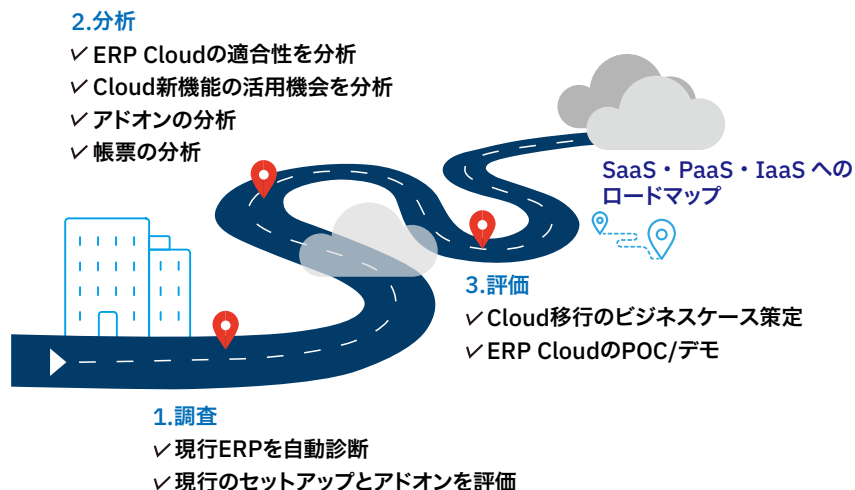 2.分析
✓ ERP Cloudの適合性を分析
✓ Cloud新機能の活用機会を分析
✓ アドオンの分析
✓ 帳票の分析
SaaS・PaaS・IaaS への
ロードマップ
3.評価
✓ Cloud移行のビジネスケース策定
✓ ERP CloudのPOC/デモ
1.調査
✓ 現行ERPを自動診断
✓ 現行のセットアップとアドオンを評価